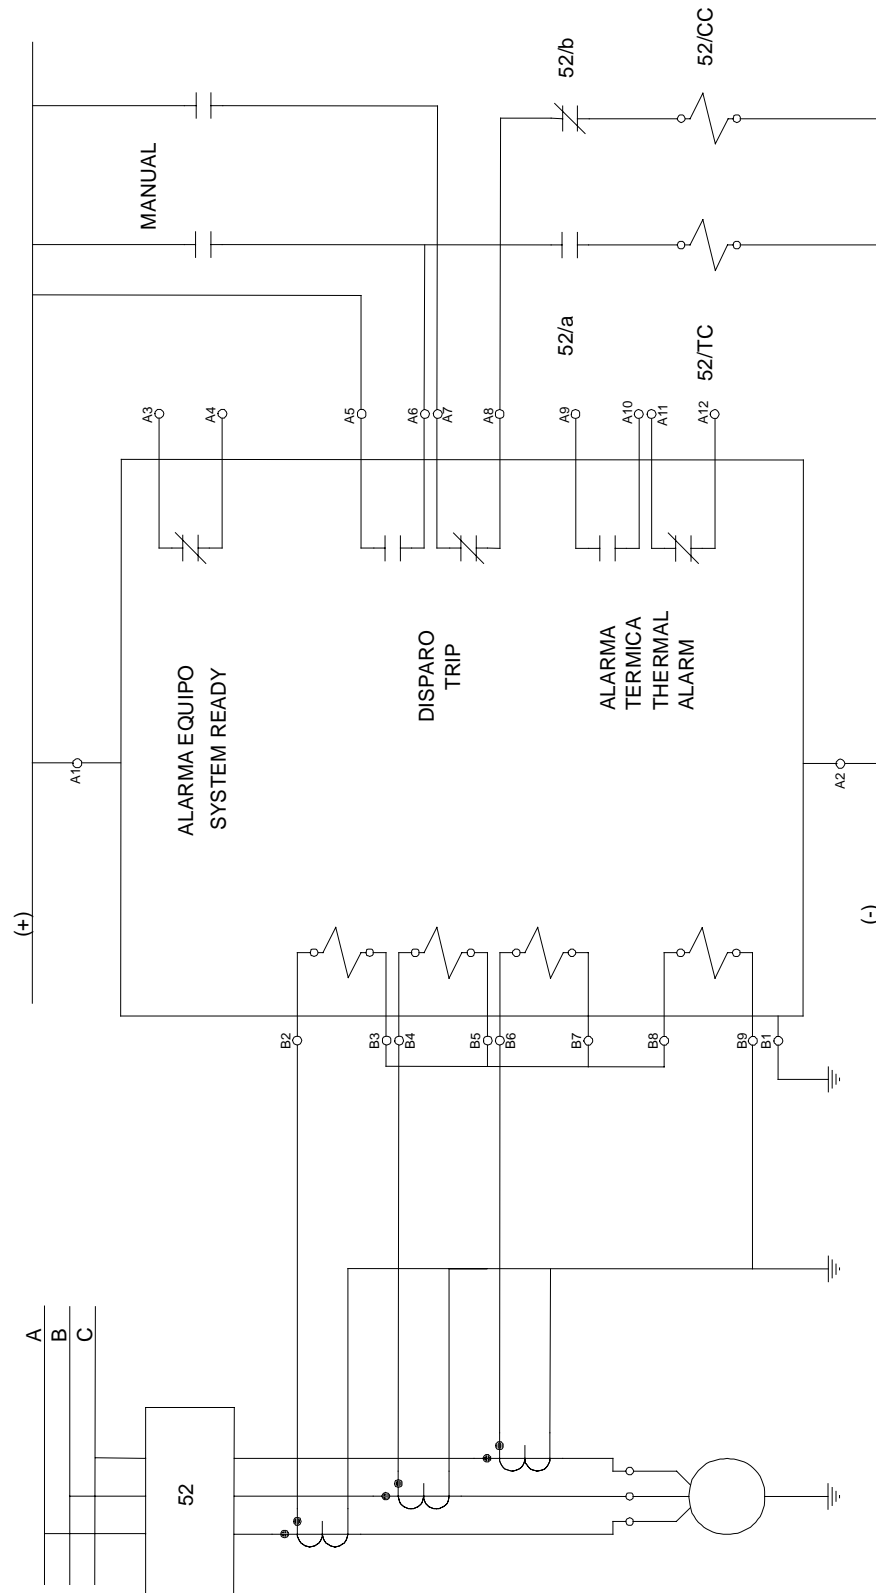 (+)
(-)
MANUAL
52/b
52/CC
52/a
52/TC
A3
A4
A5
A6
A7
A8
A9
A10
A11
A12
ALARMA EQUIPO
SYSTEM READY
DISPARO
TRIP
ALARMA
TERMICA
THERMAL
ALARM
A1
A2
B2
B3
B4
B5
B6
B7
B8
B9
B1
A
B
C
52